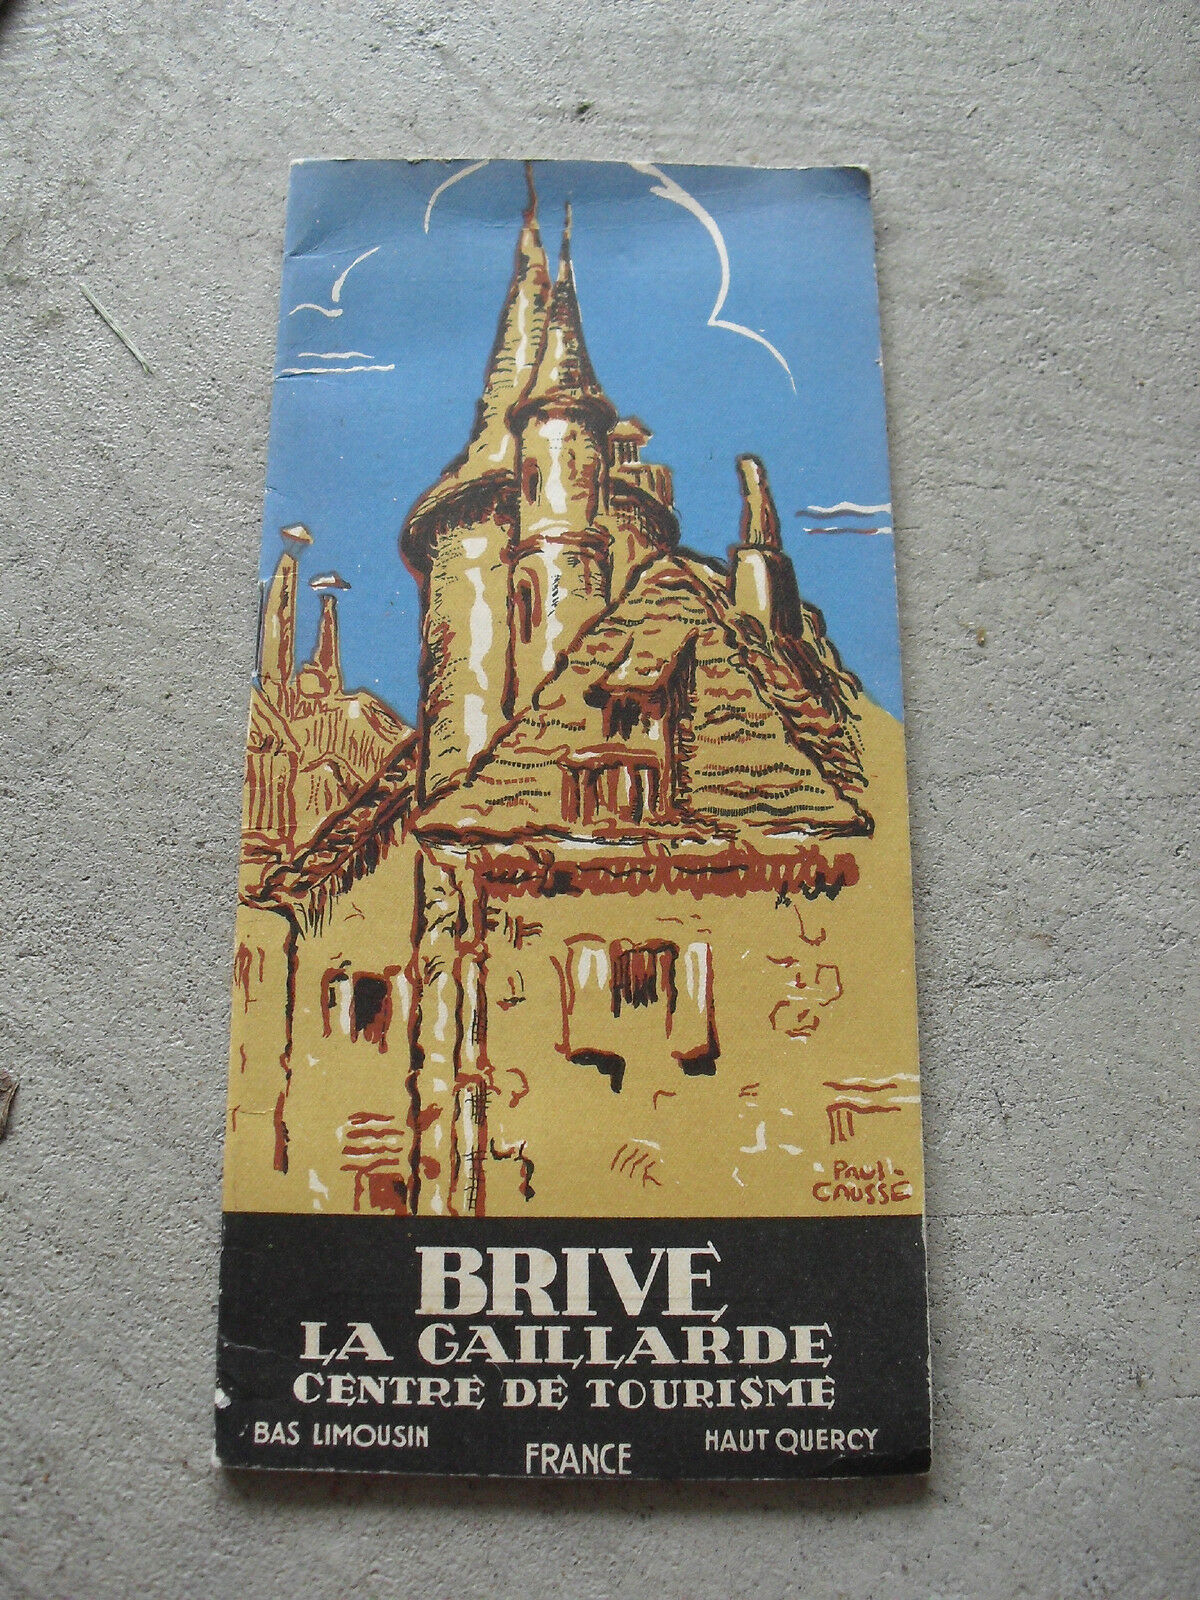 PAUL
CAUSSE
BRIVE
LA GAILLARDE
CENTRE DE TOURISME
BAS LIMOUSIN FRANCE HAUT QUERCY